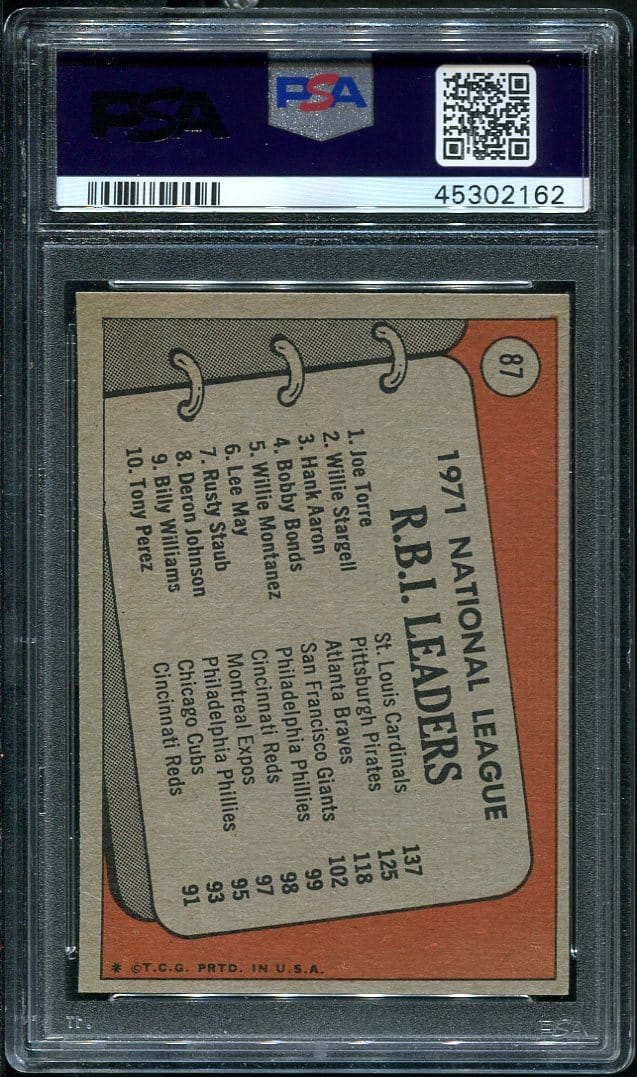 PSA
PSA
45302162
87
1971 NATIONAL LEAGUE
R.B.I. LEADERS
1. Joe Torre St. Louis Cardinals 137
2. Willie Stargell Pittsburgh Pirates 125
3. Hank Aaron Atlanta Braves 118
4. Bobby Bonds San Francisco Giants 102
5. Willie Montanez Philadelphia Phillies 99
6. Lee May Cincinnati Reds 98
7. Rusty Staub Montreal Expos 97
8. Deron Johnson Philadelphia Phillies 95
9. Billy Williams Chicago Cubs 93
10. Tony Perez Cincinnati Reds 91
* ©T.C.G. PRTD. IN U.S.A.
PSA